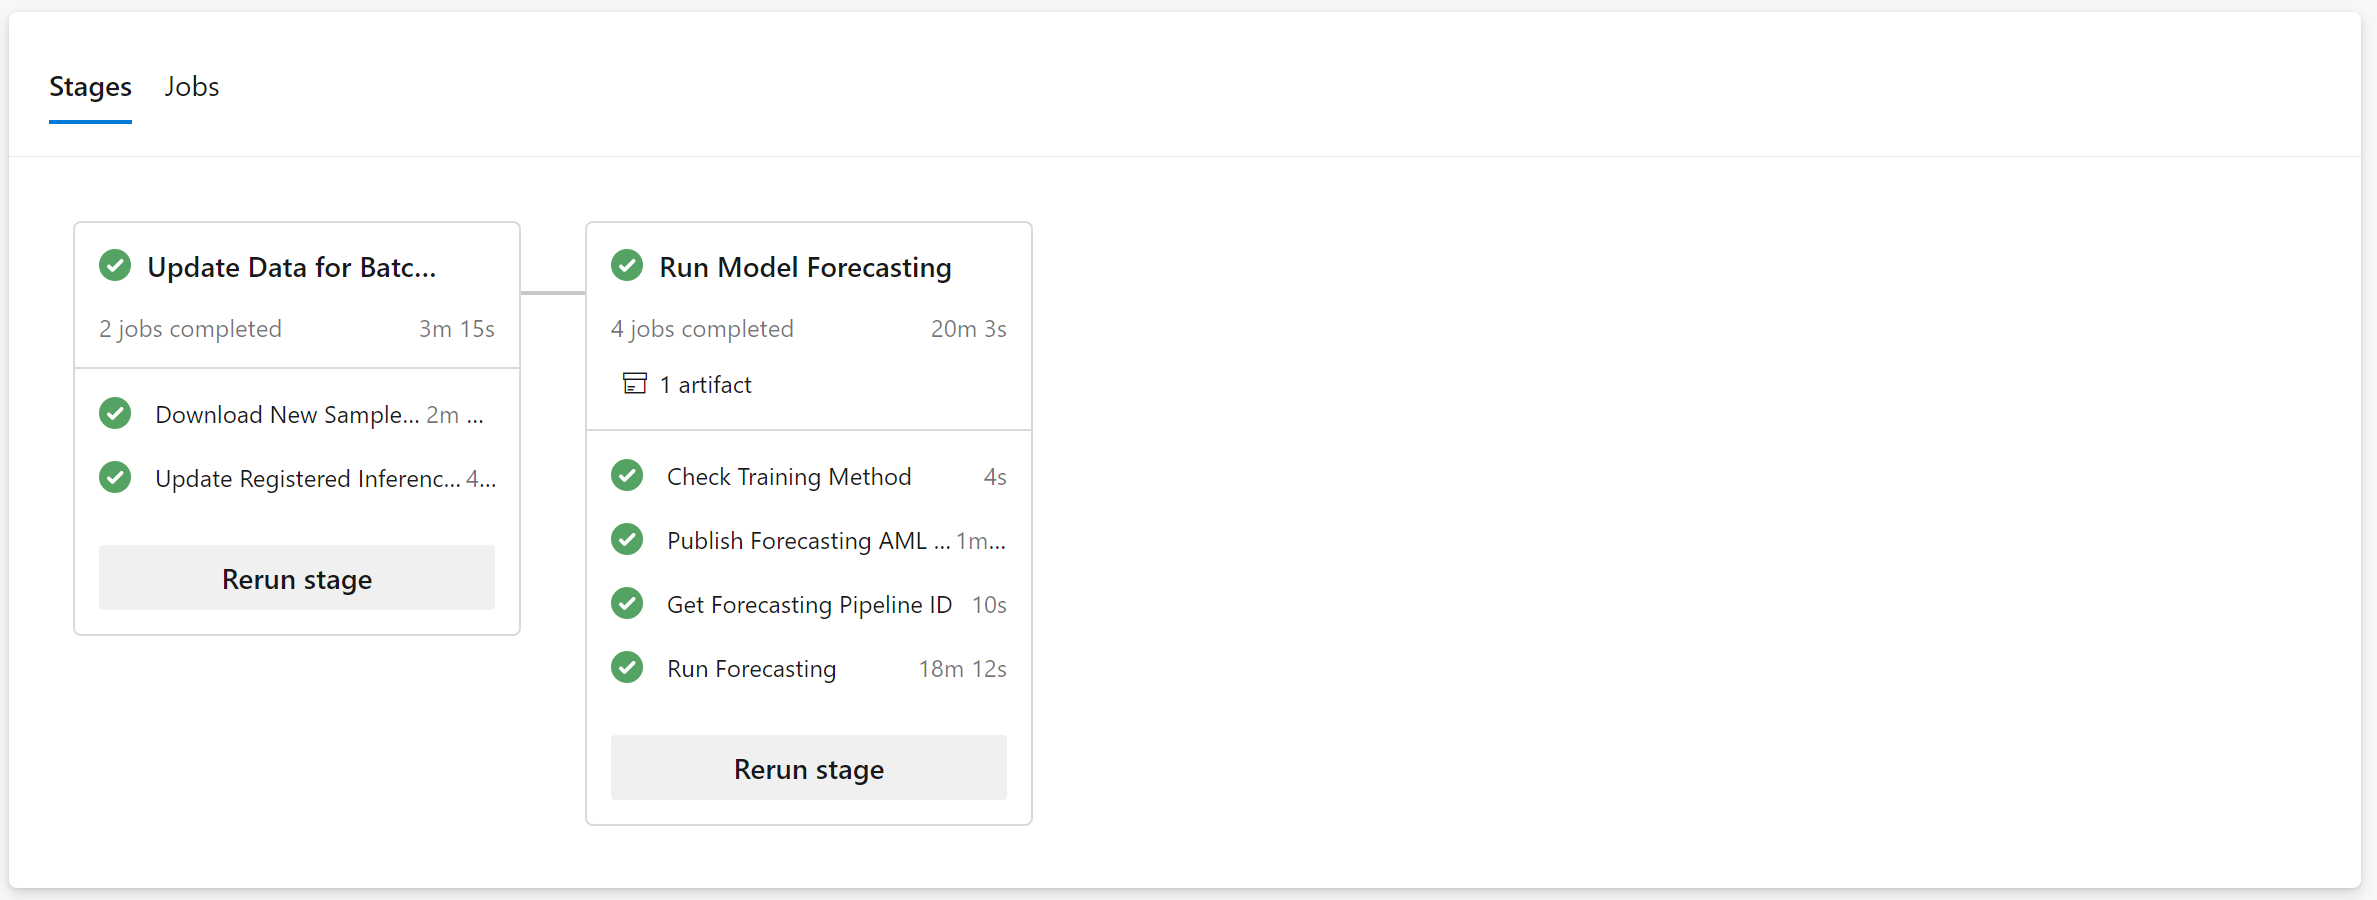 Stages Jobs
Update Data for Batc...
2 jobs completed 3m 15s
Download New Sample... 2m ...
Update Registered Inferenc... 4...
Rerun stage
Run Model Forecasting
4 jobs completed 20m 3s
1 artifact
Check Training Method 4s
Publish Forecasting AML ... 1m...
Get Forecasting Pipeline ID 10s
Run Forecasting 18m 12s
Rerun stage